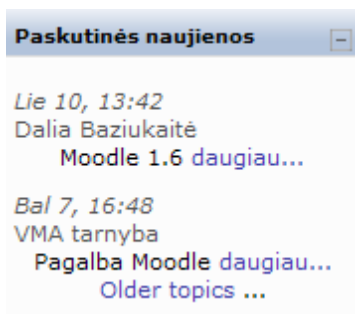 Paskutinės naujienos
Lie 10, 13:42
Dalia Baziukaitė
Moodle 1.6 daugiau...
Bal 7, 16:48
VMA tarnyba
Pagalba Moodle daugiau...
Older topics ...